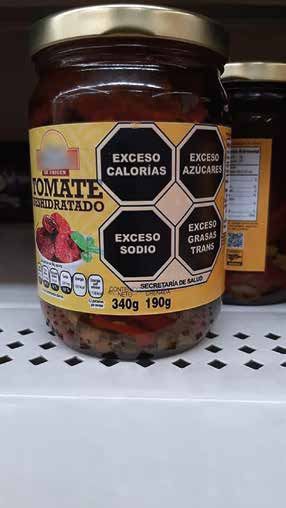 DE ORIGEN
TOMATE
DESHIDRATADO
EXCESO
CALORÍAS
EXCESO
AZÚCARES
EXCESO
SODIO
EXCESO
GRASAS
TRANS
SECRETARÍA DE SALUD
340g 190g